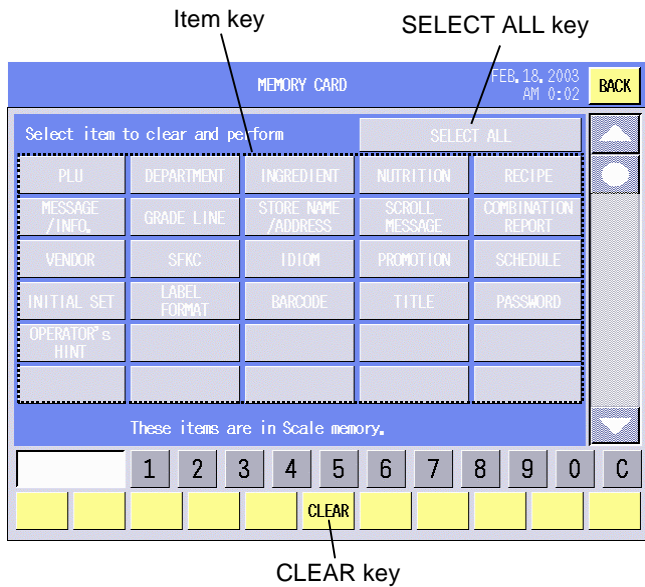 Item key
SELECT ALL key
MEMORY CARD
FEB.18.2003
AM 0:02
BACK
Select item to clear and perform
SELECT ALL
PLU
DEPARTMENT
INGREDIENT
NUTRITION
RECIPE
MESSAGE
/INFO.
GRADE LINE
STORE NAME
/ADDRESS
SCROLL
MESSAGE
COMBINATION
REPORT
VENDOR
SFKC
IDIOM
PROMOTION
SCHEDULE
INITIAL SET
LABEL
FORMAT
BARCODE
TITLE
PASSWORD
OPERATOR's
HINT
These items are in Scale memory.
1 2 3 4 5 6 7 8 9 0 C
CLEAR
CLEAR key